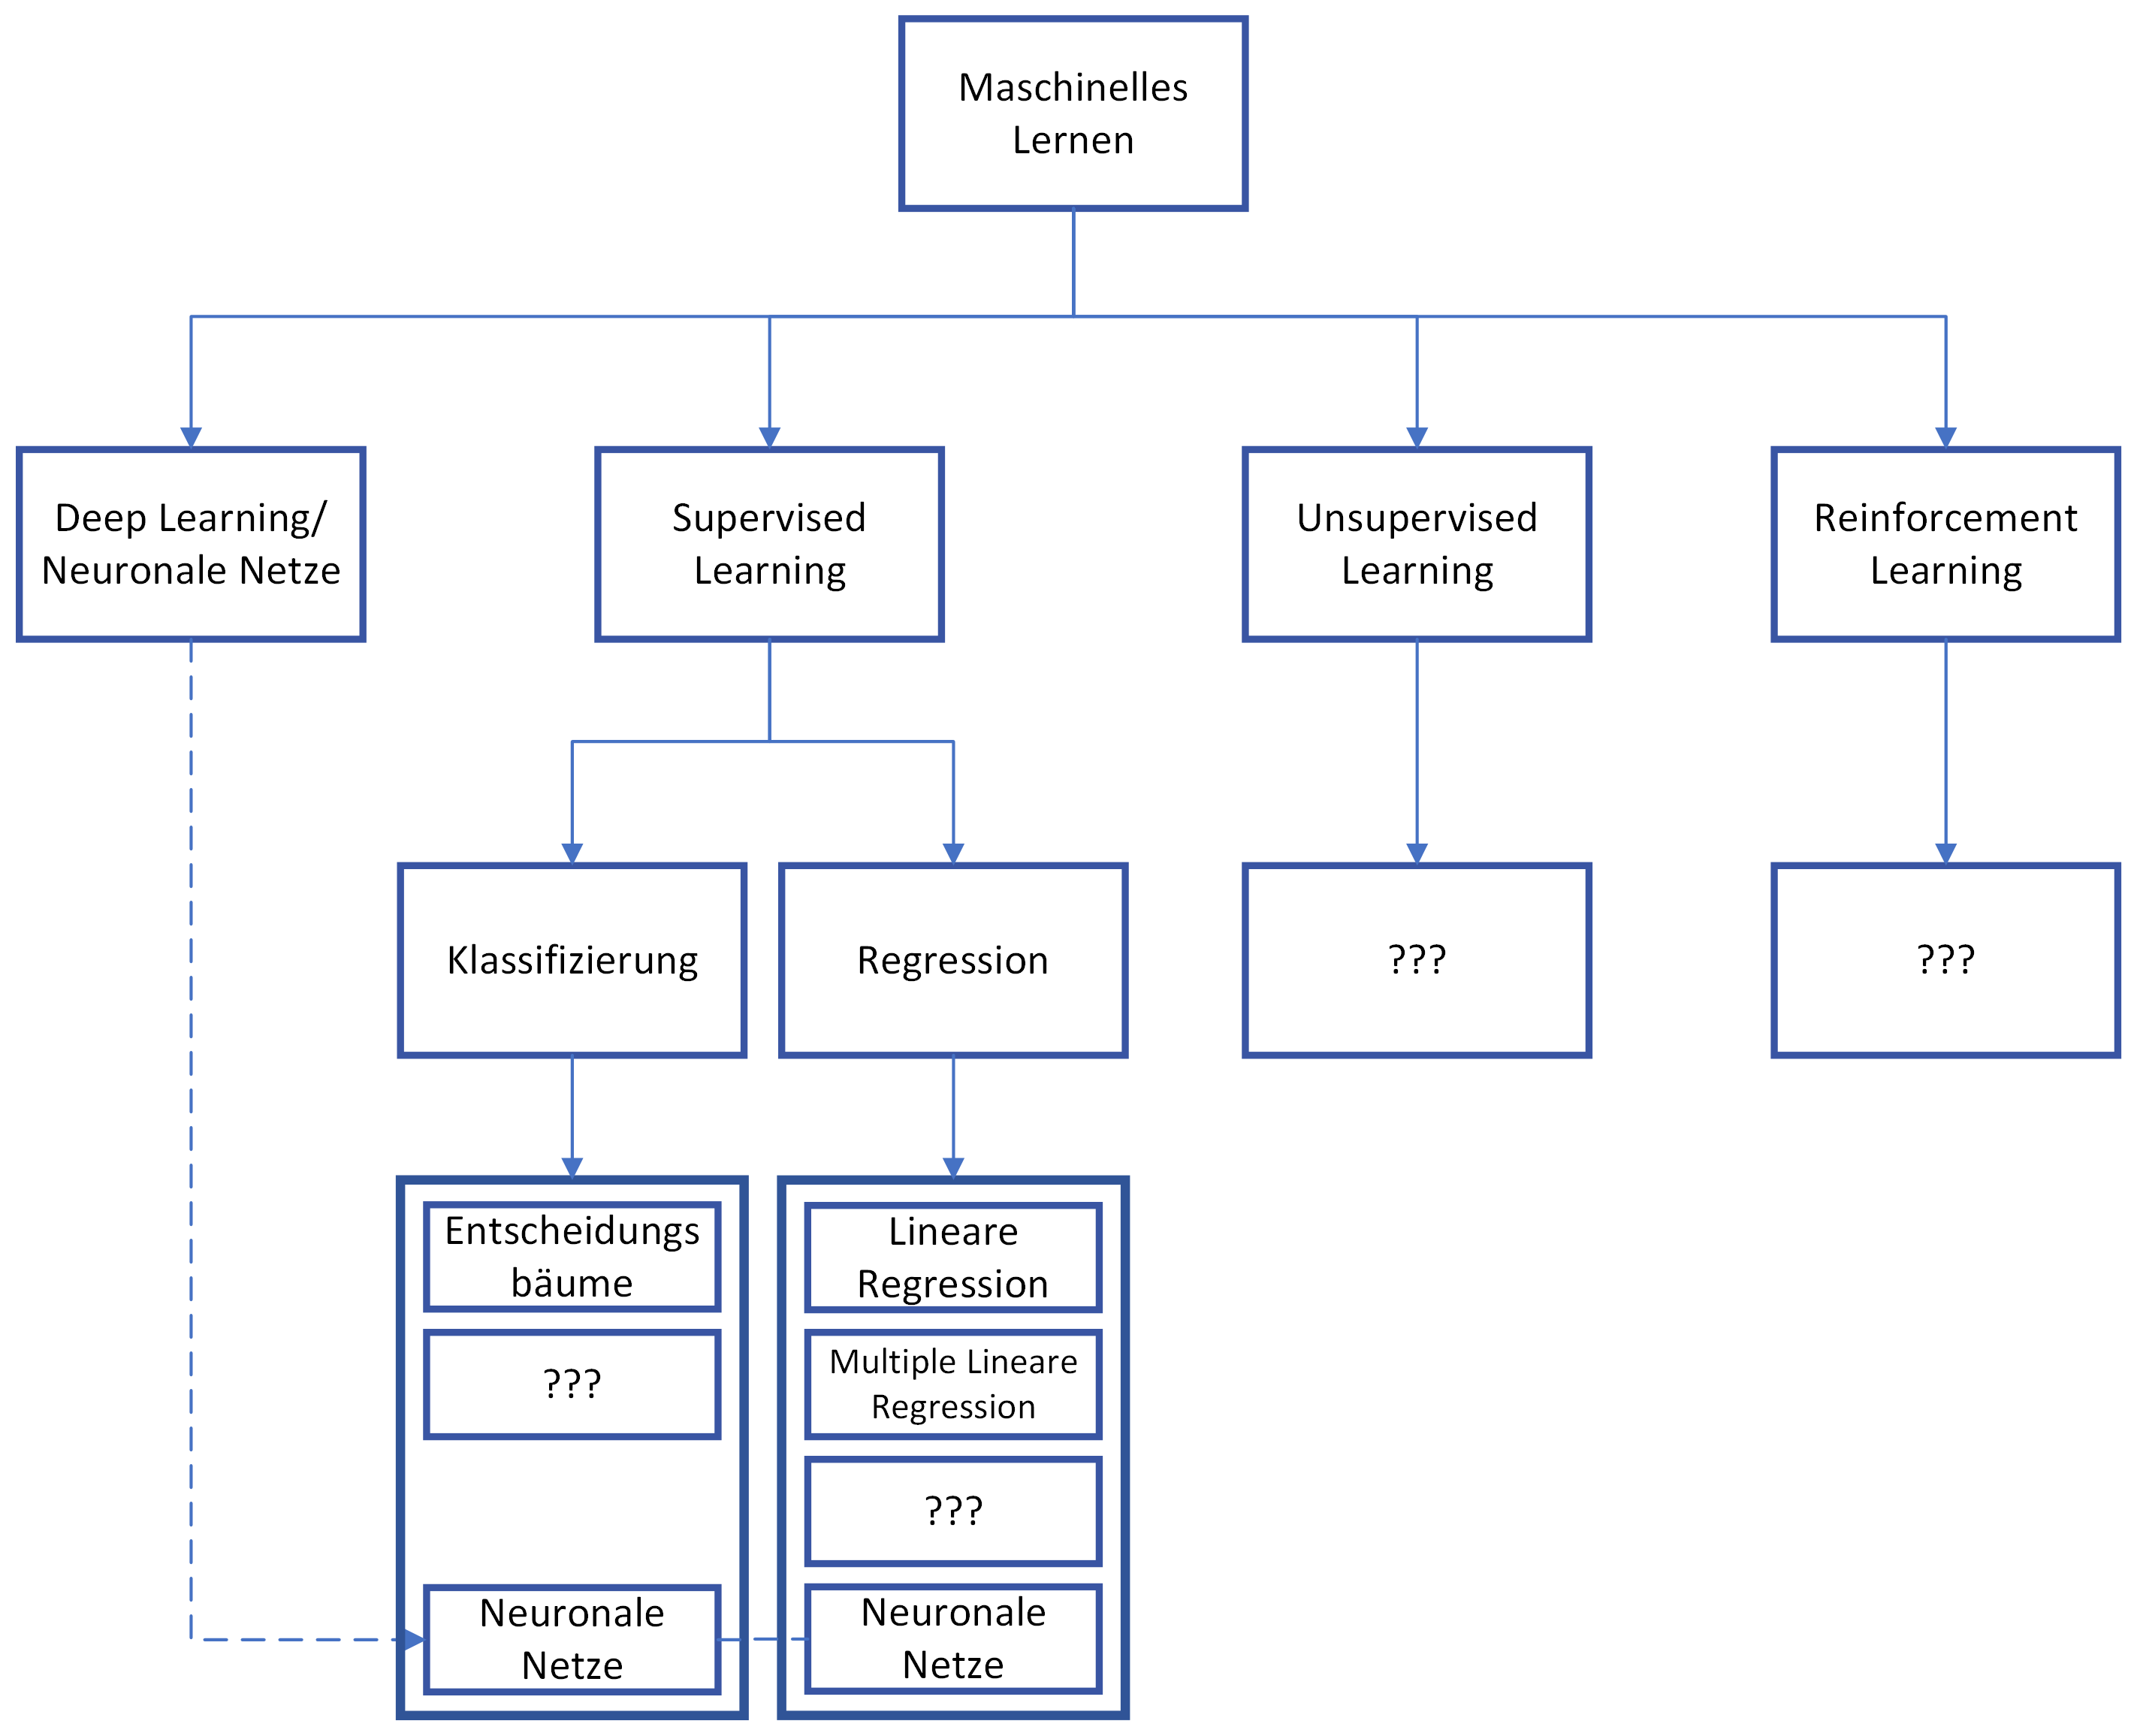 Maschinelles
Lernen
Deep Learning/
Neuronale Netze
Supervised
Learning
Unsupervised
Learning
Reinforcement
Learning
Klassifizierung
Regression
???
???
Entscheidungs
bäume
???
Neuronale
Netze
Lineare
Regression
Multiple Lineare
Regression
???
Neuronale
Netze